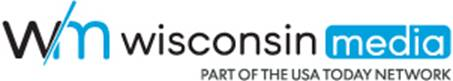 w/m wisconsin media
PART OF THE USA TODAY NETWORK